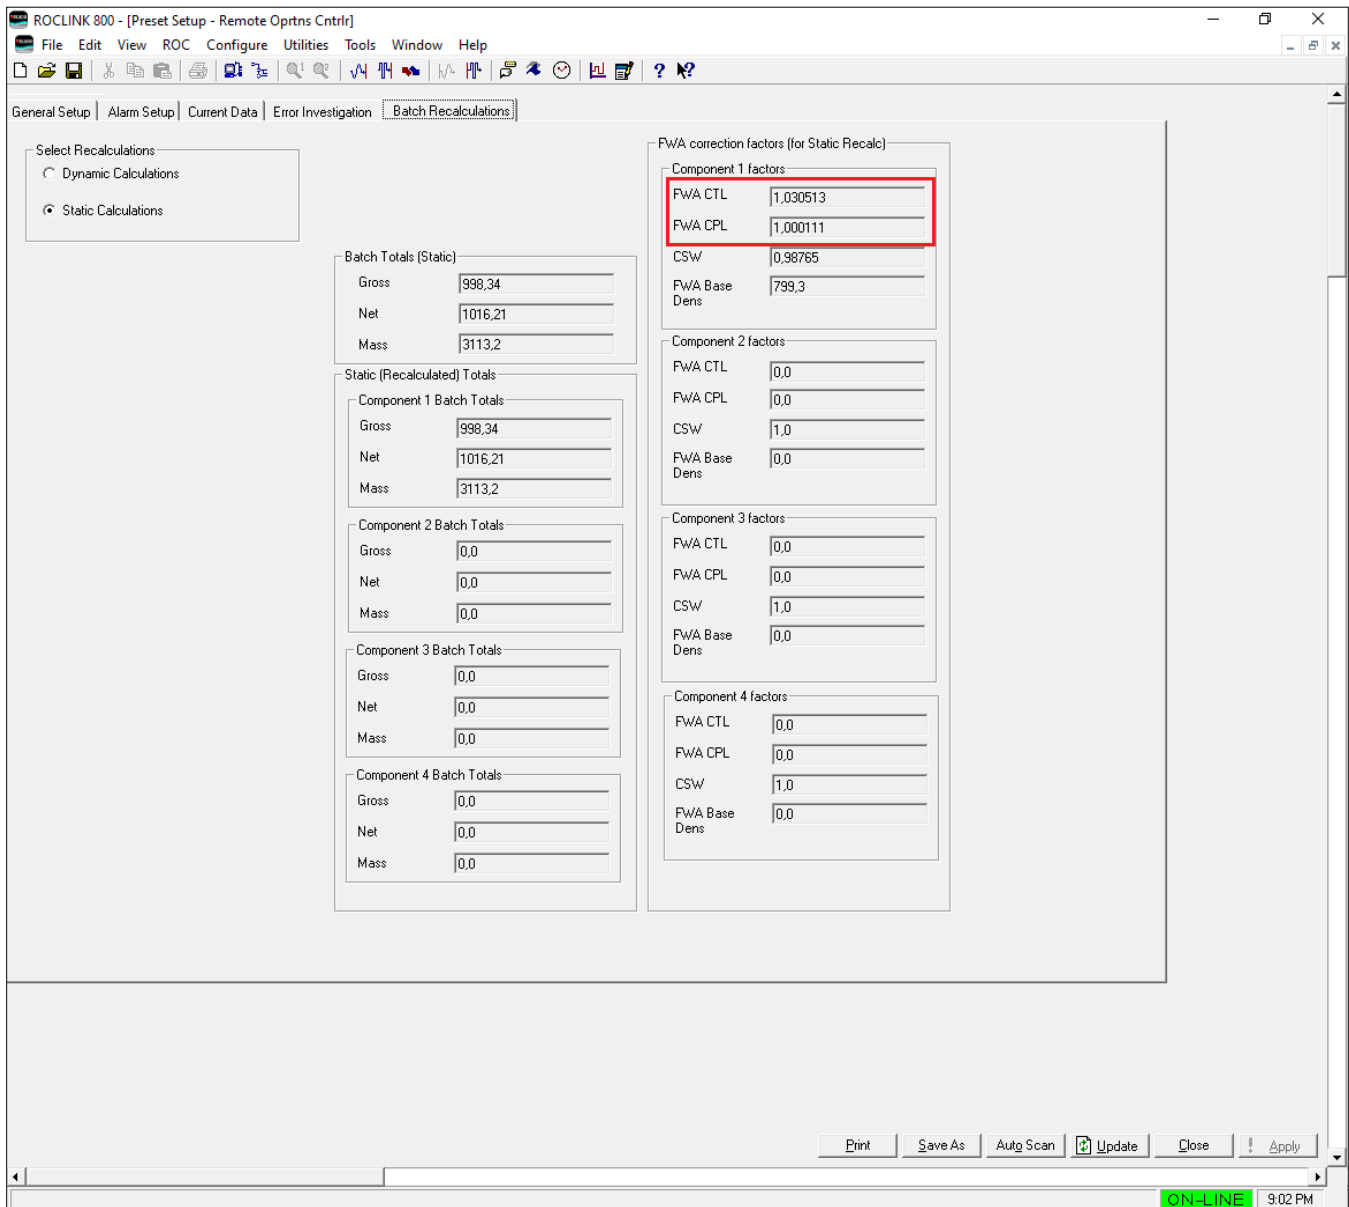 ROCLINK 800 - [Preset Setup - Remote Oprtns Cntrlr]
File Edit View ROC Configure Utilities Tools Window Help
General Setup Alarm Setup Current Data Error Investigation Batch Recalculations
Select Recalculations
Dynamic Calculations
Static Calculations
Batch Totals (Static)
Gross 998,34
Net 1016,21
Mass 3113,2
Static (Recalculated) Totals
Component 1 Batch Totals
Gross 998,34
Net 1016,21
Mass 3113,2
Component 2 Batch Totals
Gross 0,0
Net 0,0
Mass 0,0
Component 3 Batch Totals
Gross 0,0
Net 0,0
Mass 0,0
Component 4 Batch Totals
Gross 0,0
Net 0,0
Mass 0,0
FWA correction factors (for Static Recalc)
Component 1 factors
FWA CTL 1,030513
FWA CPL 1,000111
CSW 0,98765
FWA Base 799,3
Dens
Component 2 factors
FWA CTL 0,0
FWA CPL 0,0
CSW 1,0
FWA Base 0,0
Dens
Component 3 factors
FWA CTL 0,0
FWA CPL 0,0
CSW 1,0
FWA Base 0,0
Dens
Component 4 factors
FWA CTL 0,0
FWA CPL 0,0
CSW 1,0
FWA Base 0,0
Dens
Print Save As Auto Scan Update Close ! Apply
ON-LINE 9:02 PM